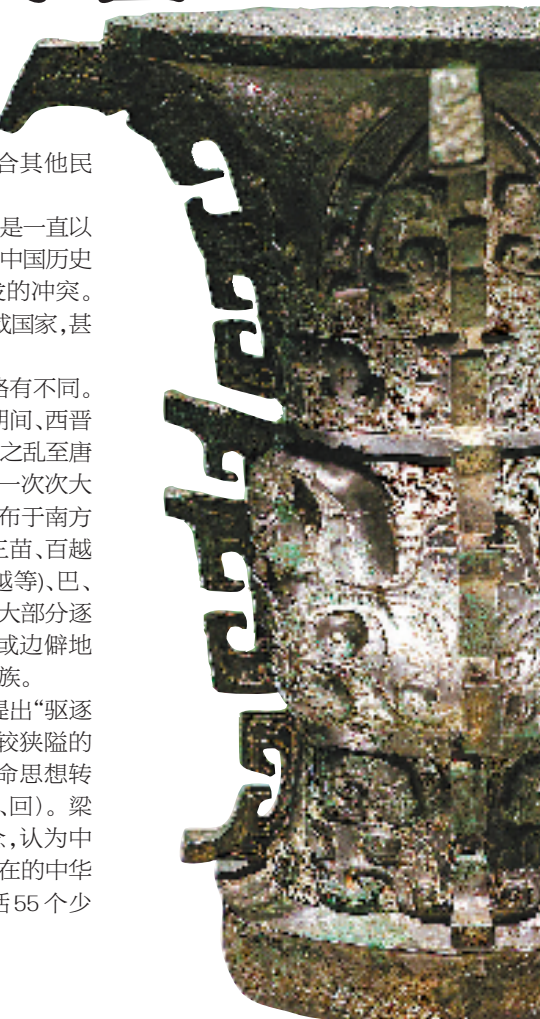 合其他民
是一直以
中国历史
发的冲突。
成国家,甚
略有不同。
期间、西晋
之乱至唐
一次次大
布于南方
三苗、百越
越等)、巴、
大部分逐
或边僻地
族。
提出“驱逐
较狭隘的
命思想转
、回)。梁
念,认为中
在的中华
括55个少